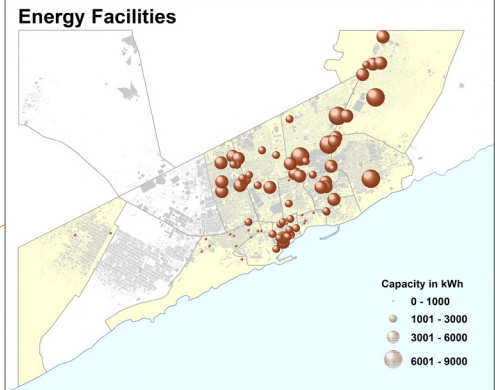 Energy Facilities
Capacity in kWh
0 - 1000
1001 - 3000
3001 - 6000
6001 - 9000